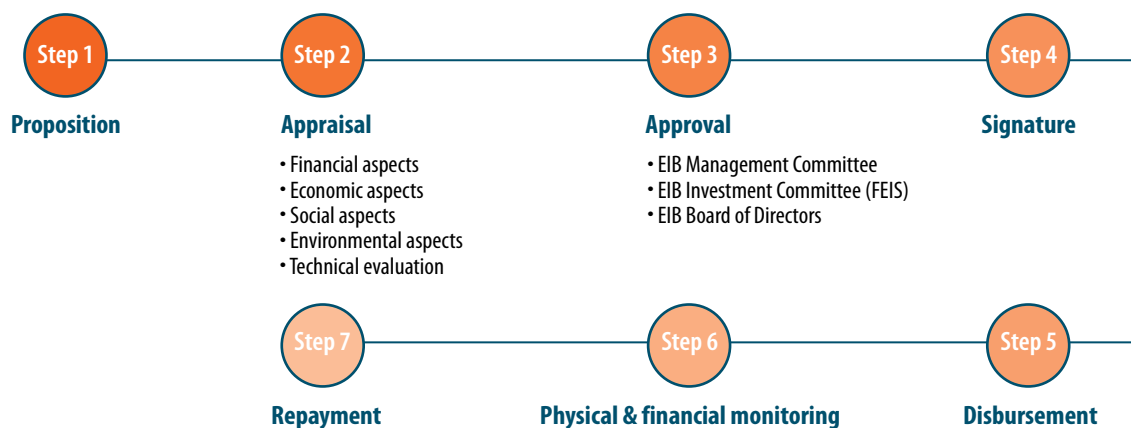 Step 1
Step 2
Step 3
Step 4
Proposition
Appraisal
Approval
Signature
• Financial aspects
• Economic aspects
• Social aspects
• Environmental aspects
• Technical evaluation
• EIB Management Committee
• EIB Investment Committee (FEIS)
• EIB Board of Directors
Step 7
Step 6
Step 5
Repayment
Physical & financial monitoring
Disbursement